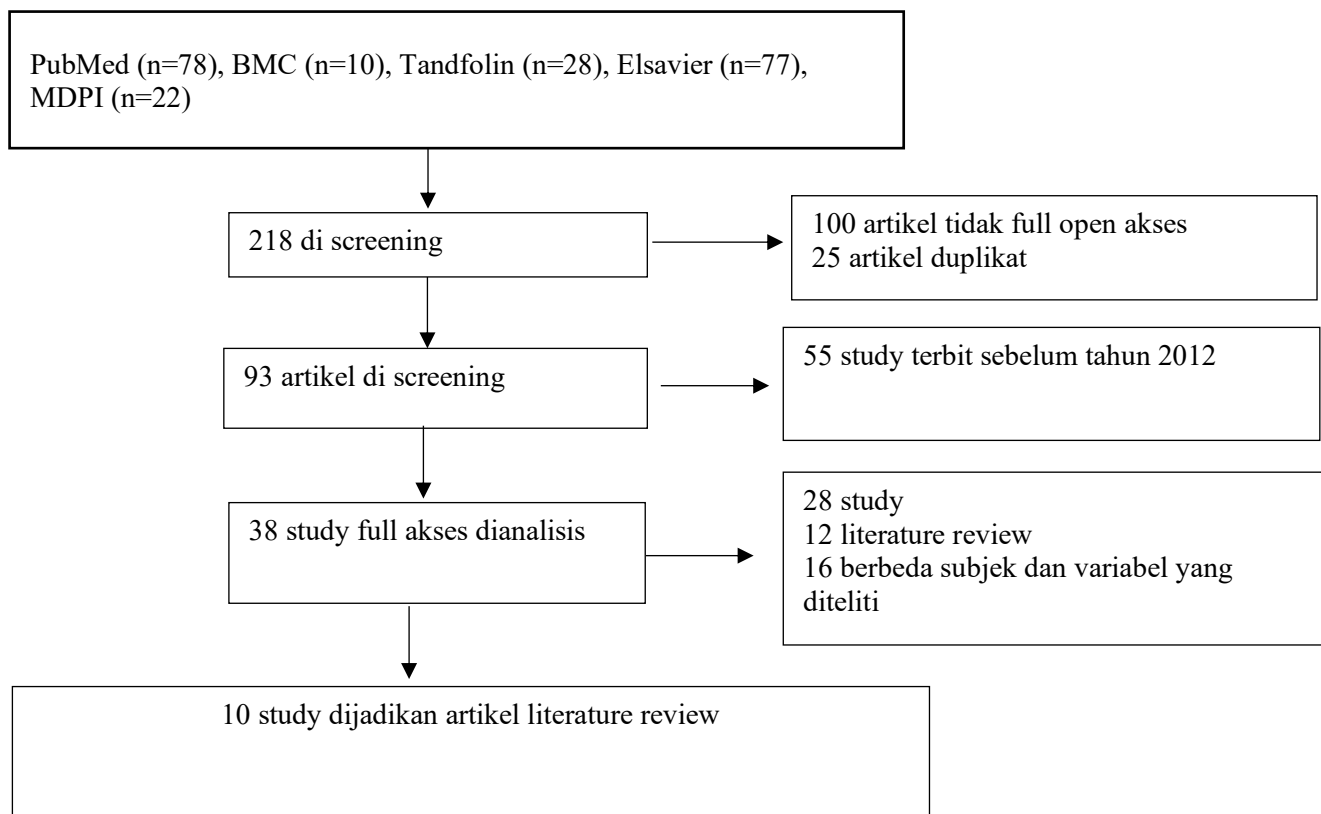 PubMed (n=78), BMC (n=10), Tandfolin (n=28), Elsavier (n=77),
MDPI (n=22)
218 di screening
100 artikel tidak full open akses
25 artikel duplikat
93 artikel di screening
55 study terbit sebelum tahun 2012
38 study full akses dianalisis
28 study
12 literature review
16 berbeda subjek dan variabel yang
diteliti
10 study dijadikan artikel literature review